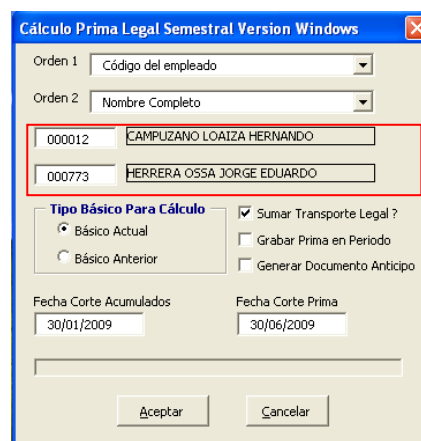 Cálculo Prima Legal Semestral Version Windows
Orden 1 Código del empleado
Orden 2 Nombre Completo
000012 CAMPUZANO LOAIZA HERNANDO
000773 HERRERA OSSA JORGE EDUARDO
Tipo Básico Para Cálculo
Básico Actual
Básico Anterior
Sumar Transporte Legal ?
Grabar Prima en Periodo
Generar Documento Anticipo
Fecha Corte Acumulados
30/01/2009
Fecha Corte Prima
30/06/2009
Aceptar Cancelar